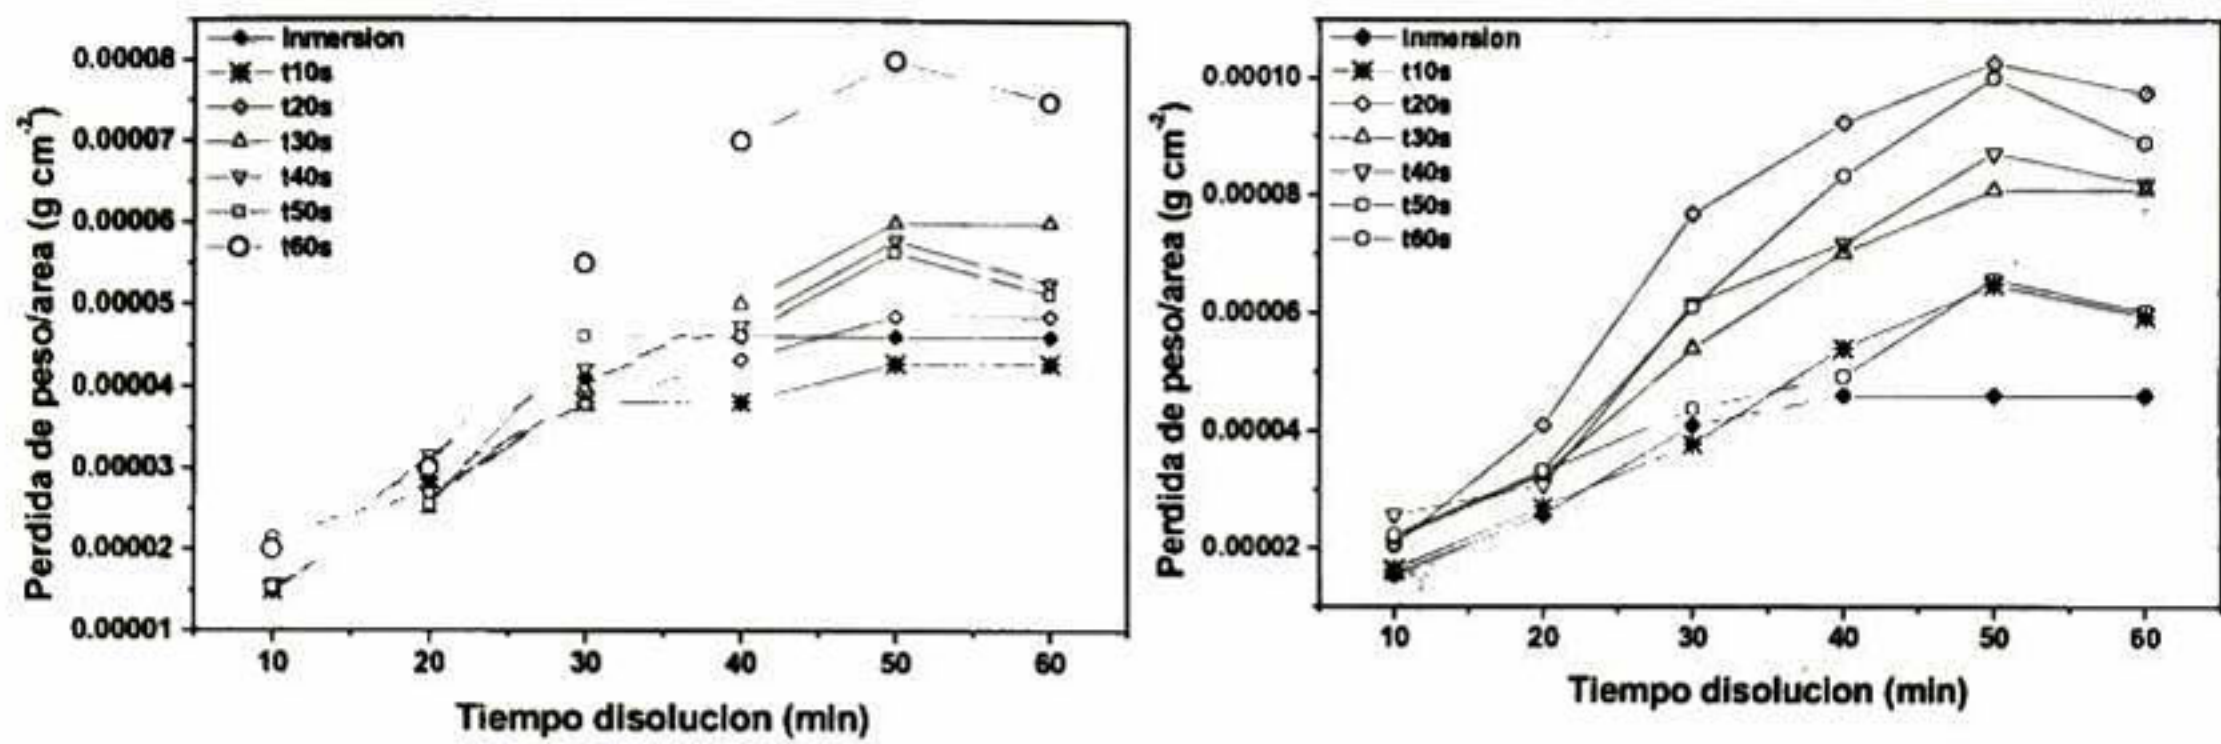 Perdida de peso/area (g cm-2)
0.00008
0.00007
0.00006
0.00005
0.00004
0.00003
0.00002
0.00001
Inmersion
t10s
t20s
t30s
t40s
t50s
t60s
10 20 30 40 50 60
Tiempo disolucion (min)
Perdida de peso/area (g cm-2)
0.00010
0.00008
0.00006
0.00004
0.00002
Inmersion
t10s
t20s
t30s
t40s
t50s
t60s
10 20 30 40 50 60
Tiempo disolucion (min)